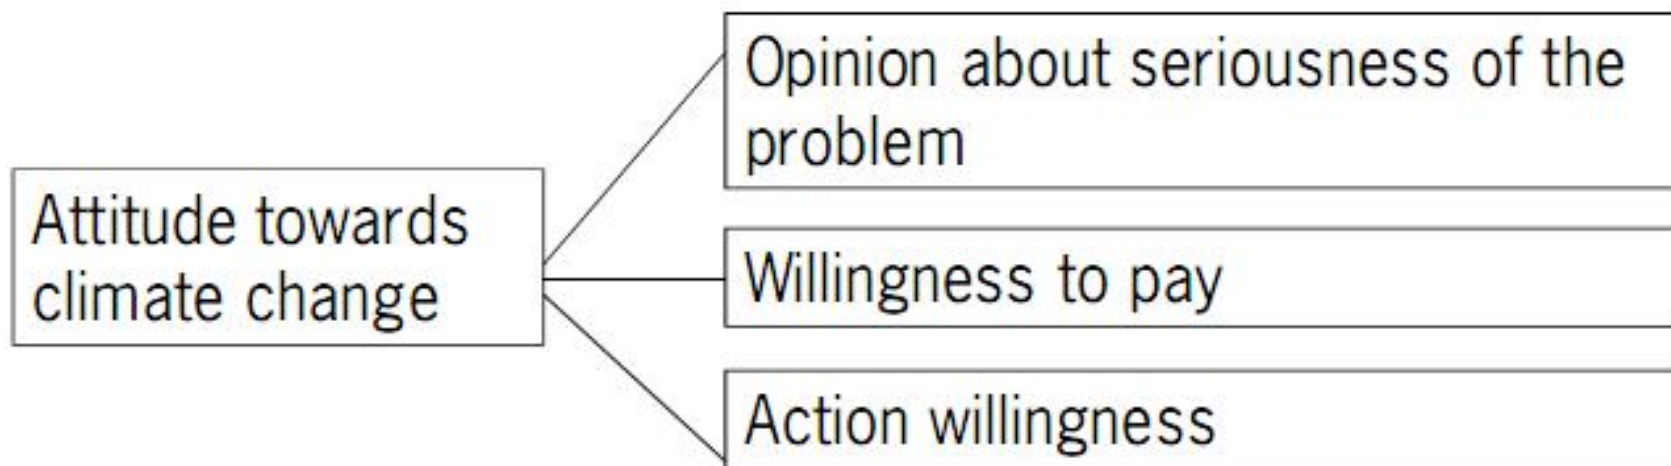 Opinion about seriousness of the
problem
Attitude towards
climate change
Willingness to pay
Action willingness